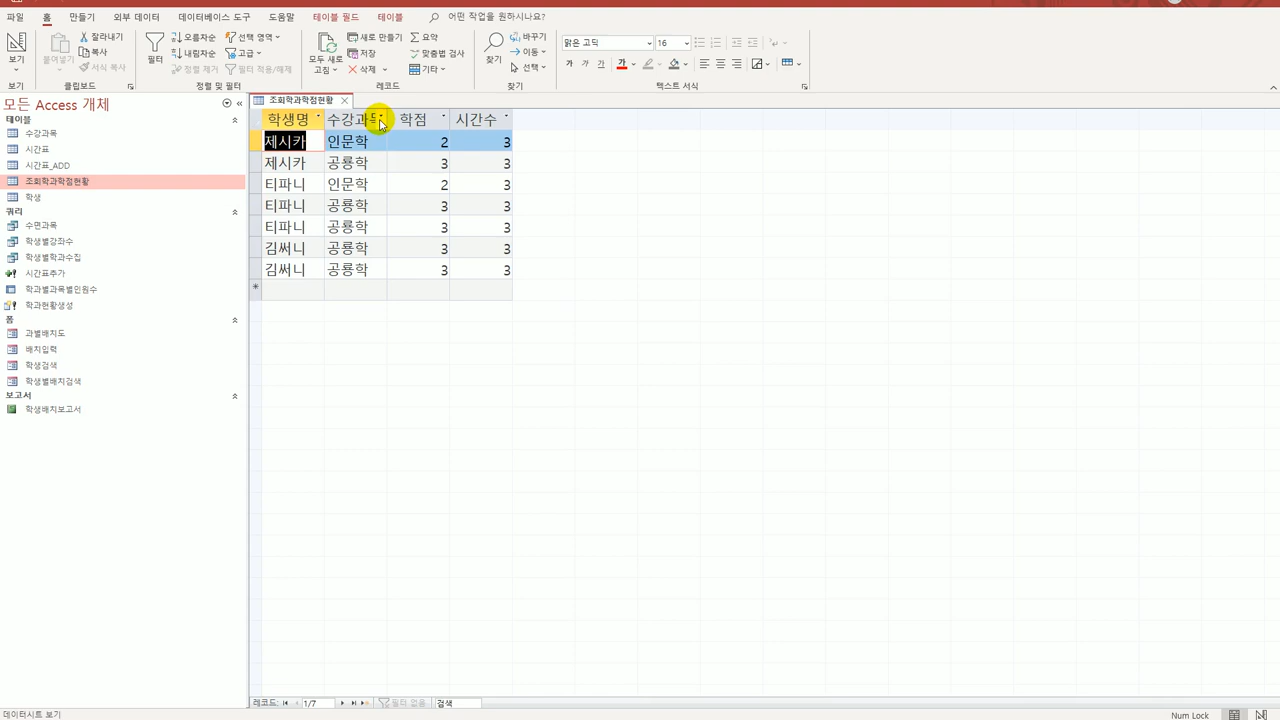 파일 홈 만들기 외부 데이터 데이터베이스 도구 도움말 테이블 필드 테이블 어떤 작업을 원하시나요?
보기
붙여넣기
잘라내기
복사
서식 복사
필터
오름차순
내림차순
정렬 제거
선택 영역
고급
필터 적용/해제
모두 새로 고침
새로 만들기
저장
삭제
요약
맞춤법 검사
기타
찾기
바꾸기
이동
선택
맑은 고딕 16
가 가 가
보기 클립보드 정렬 및 필터 레코드 찾기 텍스트 서식
모든 Access 개체
테이블
수강과목
시간표
시간표_ADD
조회학과학점현황
학생
쿼리
수면과목
학생별강좌수
학생별학과수집
시간표추가
학과별과목별인원수
학과현황생성
폼
과별배치도
배치입력
학생검색
학생별배치검색
보고서
학생배치보고서
조회학과학점현황
학생명 수강과목 학점 시간수
제시카 인문학 2 3
제시카 공룡학 3 3
티파니 인문학 2 3
티파니 공룡학 3 3
티파니 공룡학 3 3
김써니 공룡학 3 3
김써니 공룡학 3 3
레코드: 1/7 필터 없음 검색
데이터시트 보기 Num Lock